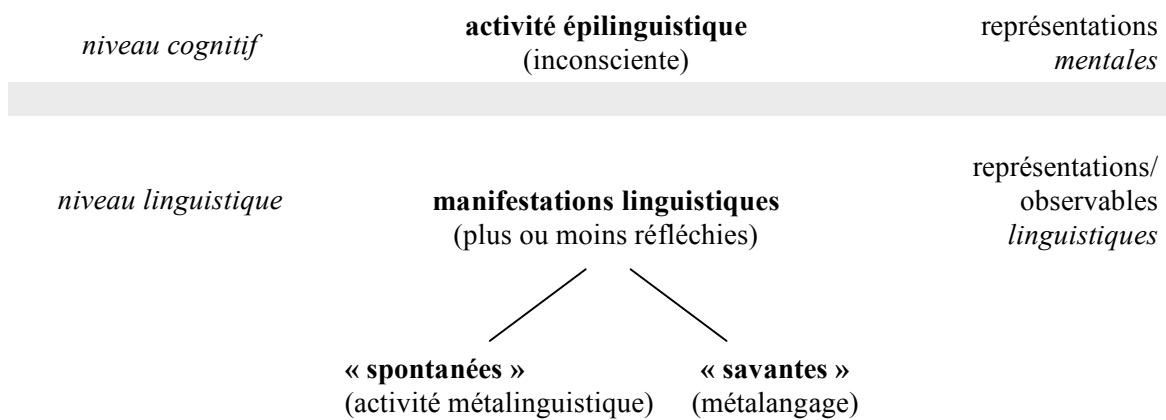 niveau cognitif
activité épilinguistique
(inconsciente)
représentations
mentales
niveau linguistique
manifestations linguistiques
(plus ou moins réfléchies)
représentations/
observables
linguistiques
« spontanées »
(activité métalinguistique)
« savantes »
(métalangage)